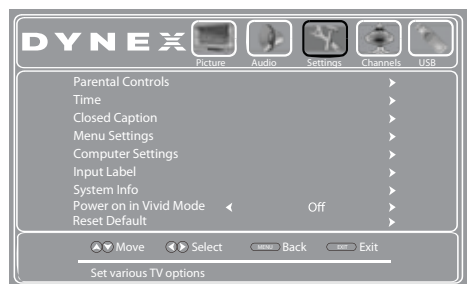 DYNEX
Picture Audio Settings Channels USB
Parental Controls
Time
Closed Caption
Menu Settings
Computer Settings
Input Label
System Info
Power on in Vivid Mode Off
Reset Default
Move Select MENU Back EXIT Exit
Set various TV options